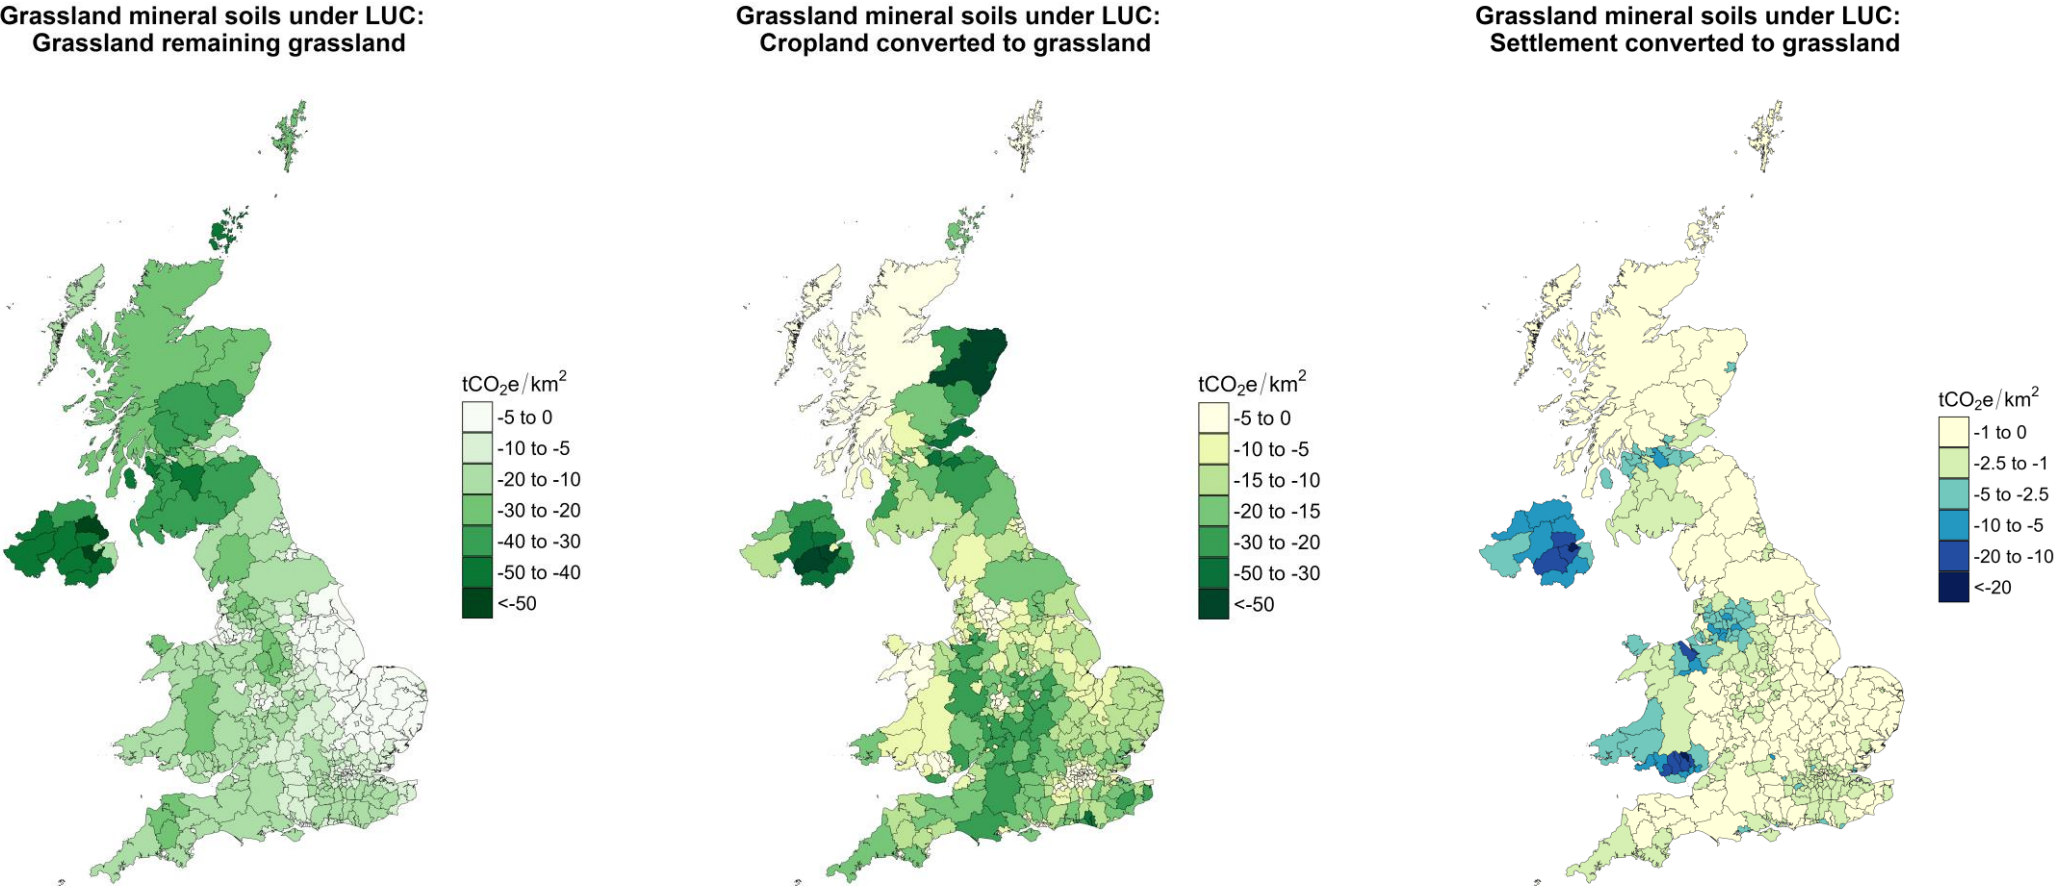 Grassland mineral soils under LUC:
Grassland remaining grassland
tCO₂e/km²
-5 to 0
-10 to -5
-20 to -10
-30 to -20
-40 to -30
-50 to -40
<-50
Grassland mineral soils under LUC:
Cropland converted to grassland
tCO₂e/km²
-5 to 0
-10 to -5
-15 to -10
-20 to -15
-30 to -20
-50 to -30
<-50
Grassland mineral soils under LUC:
Settlement converted to grassland
tCO₂e/km²
-1 to 0
-2.5 to -1
-5 to -2.5
-10 to -5
-20 to -10
<-20